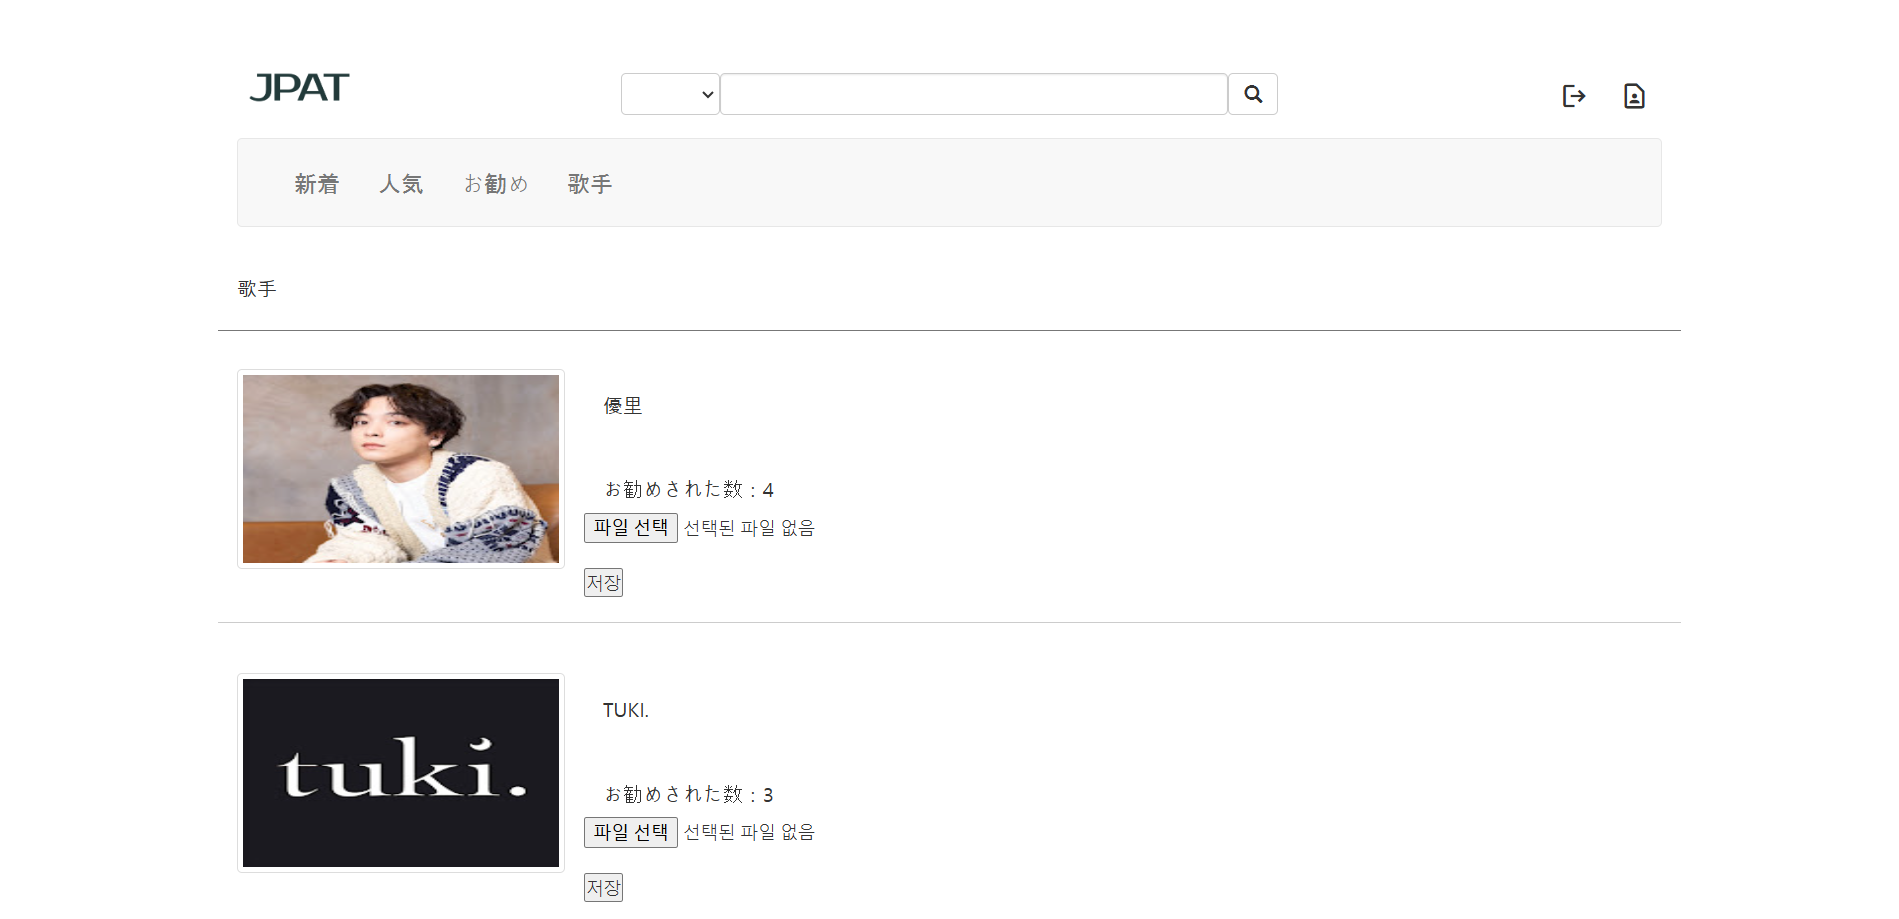 JPAT
新着 人気 お勧め 歌手
歌手
優里
お勧めされた数 : 4
파일 선택 선택된 파일 없음
저장
tuki.
TUKI.
お勧めされた数 : 3
파일 선택 선택된 파일 없음
저장